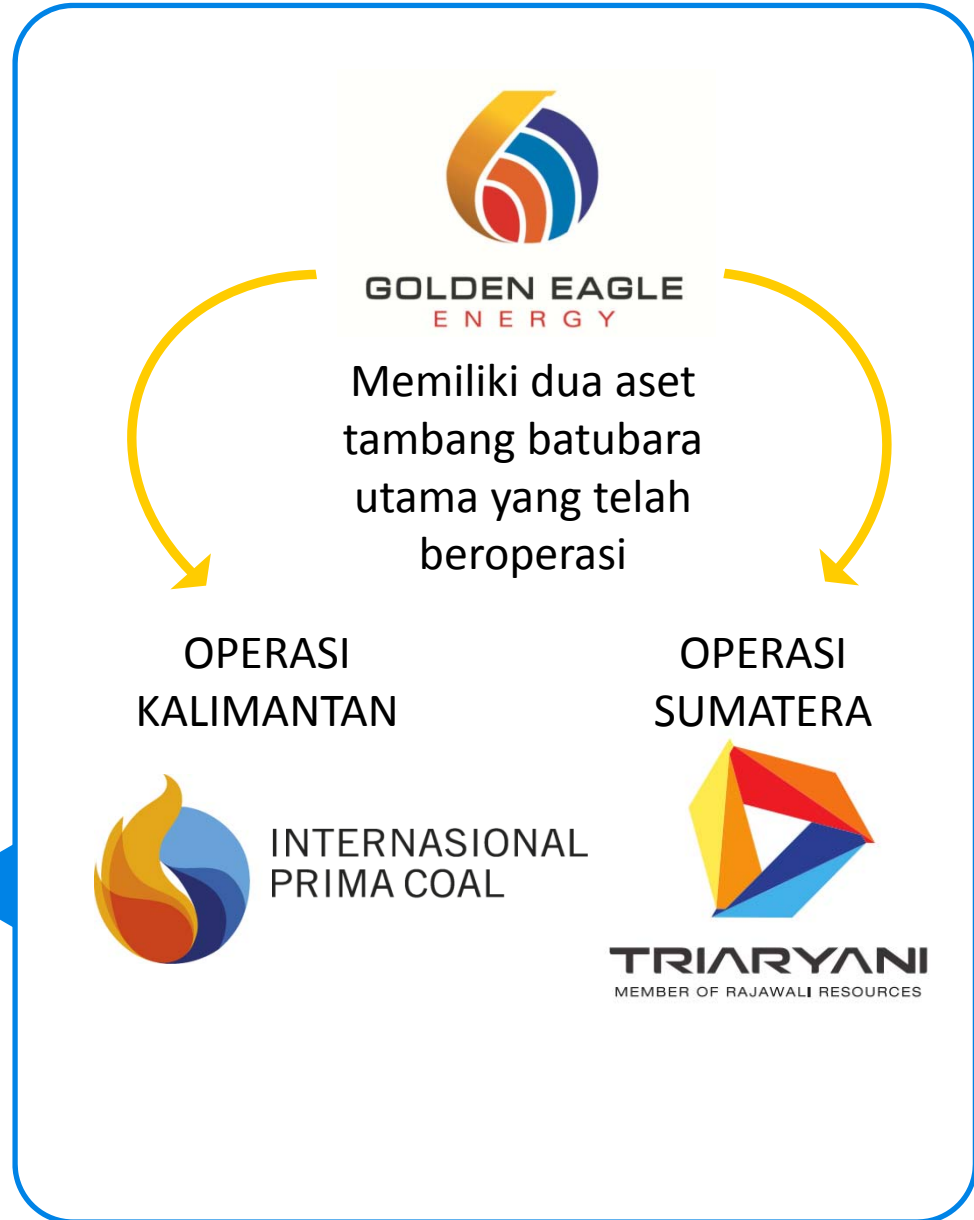 GOLDEN EAGLE
ENERGY
Memiliki dua aset
tambang batubara
utama yang telah
beroperasi
OPERASI
KALIMANTAN
INTERNASIONAL
PRIMA COAL
OPERASI
SUMATERA
TRIARYANI
MEMBER OF RAJAWALI RESOURCES